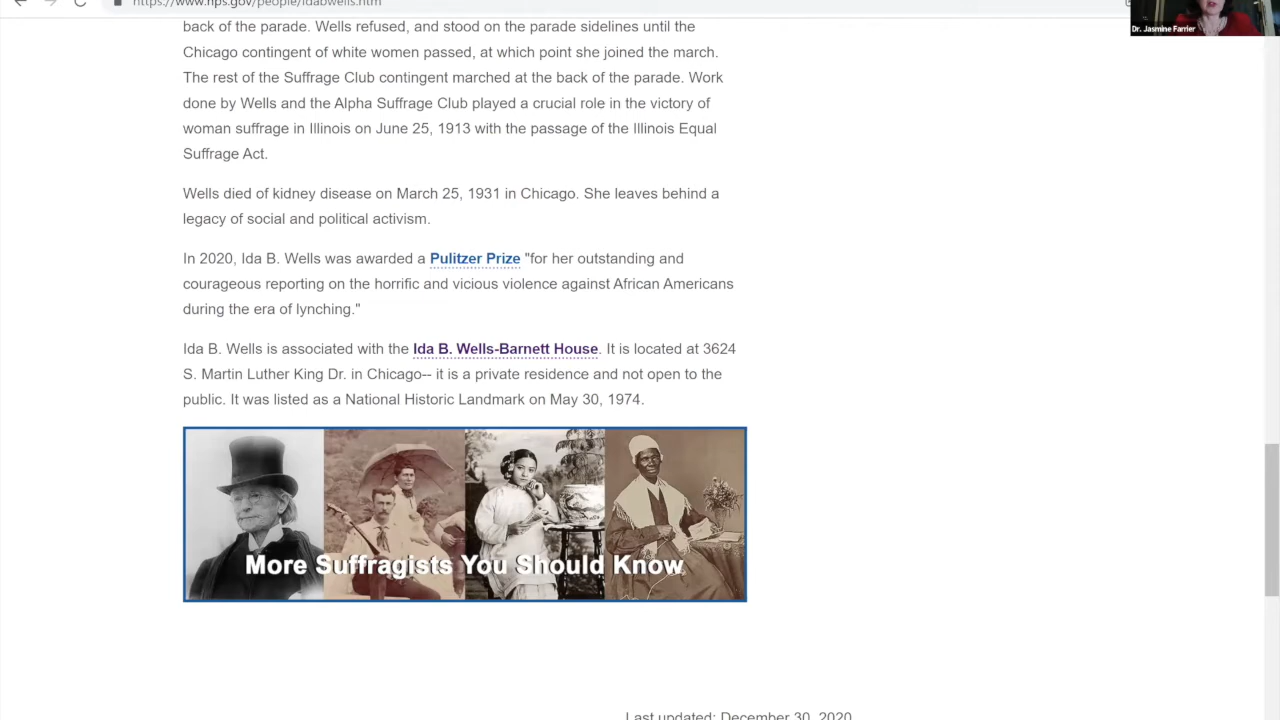 https://www.nps.gov/people/idabwells.htm
Dr. Jasmine Farrier
back of the parade. Wells refused, and stood on the parade sidelines until the
Chicago contingent of white women passed, at which point she joined the march.
The rest of the Suffrage Club contingent marched at the back of the parade. Work
done by Wells and the Alpha Suffrage Club played a crucial role in the victory of
woman suffrage in Illinois on June 25, 1913 with the passage of the Illinois Equal
Suffrage Act.
Wells died of kidney disease on March 25, 1931 in Chicago. She leaves behind a
legacy of social and political activism.
In 2020, Ida B. Wells was awarded a Pulitzer Prize "for her outstanding and
courageous reporting on the horrific and vicious violence against African Americans
during the era of lynching."
Ida B. Wells is associated with the Ida B. Wells-Barnett House. It is located at 3624
S. Martin Luther King Dr. in Chicago-- it is a private residence and not open to the
public. It was listed as a National Historic Landmark on May 30, 1974.
More Suffragists You Should Know
Last updated: December 30, 2020